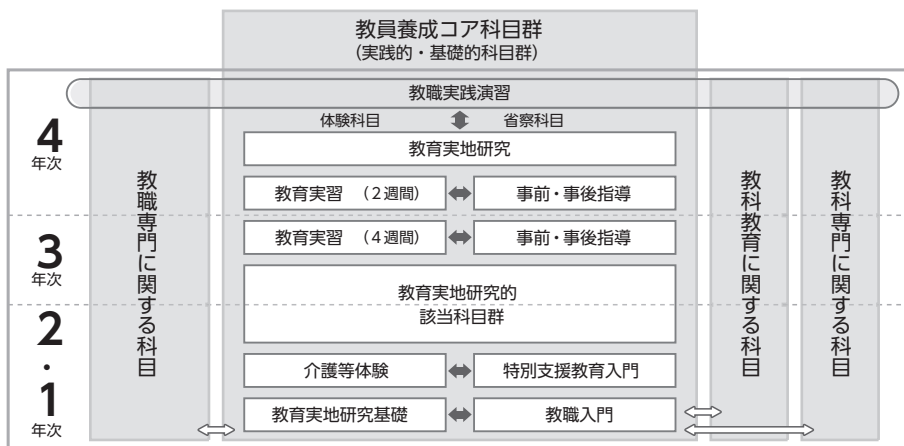 教員養成コア科目群
(実践的・基礎的科目群)
教職実践演習
体験科目
省察科目
4
年次
教育実地研究
教育実習 (2週間)
事前・事後指導
教育実習 (4週間)
事前・事後指導
3
年次
教育実地研究的
該当科目群
2
・
1
年次
介護等体験
特別支援教育入門
教育実地研究基礎
教職入門
教職専門に関する科目
教科教育に関する科目
教科専門に関する科目